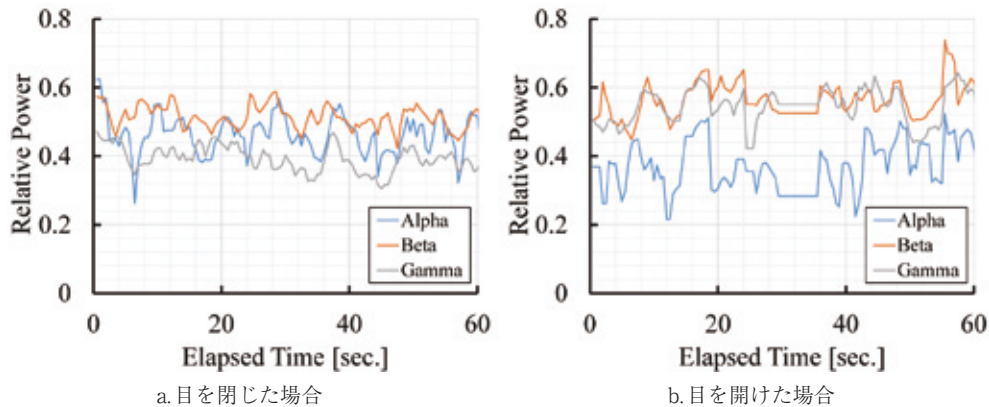 0.8
0.6
0.4
0.2
0
Relative Power
Alpha
Beta
Gamma
0
20
40
60
Elapsed Time [sec.]
a.目を閉じた場合
0.8
0.6
0.4
0.2
0
Relative Power
Alpha
Beta
Gamma
0
20
40
60
Elapsed Time [sec.]
b.目を開けた場合